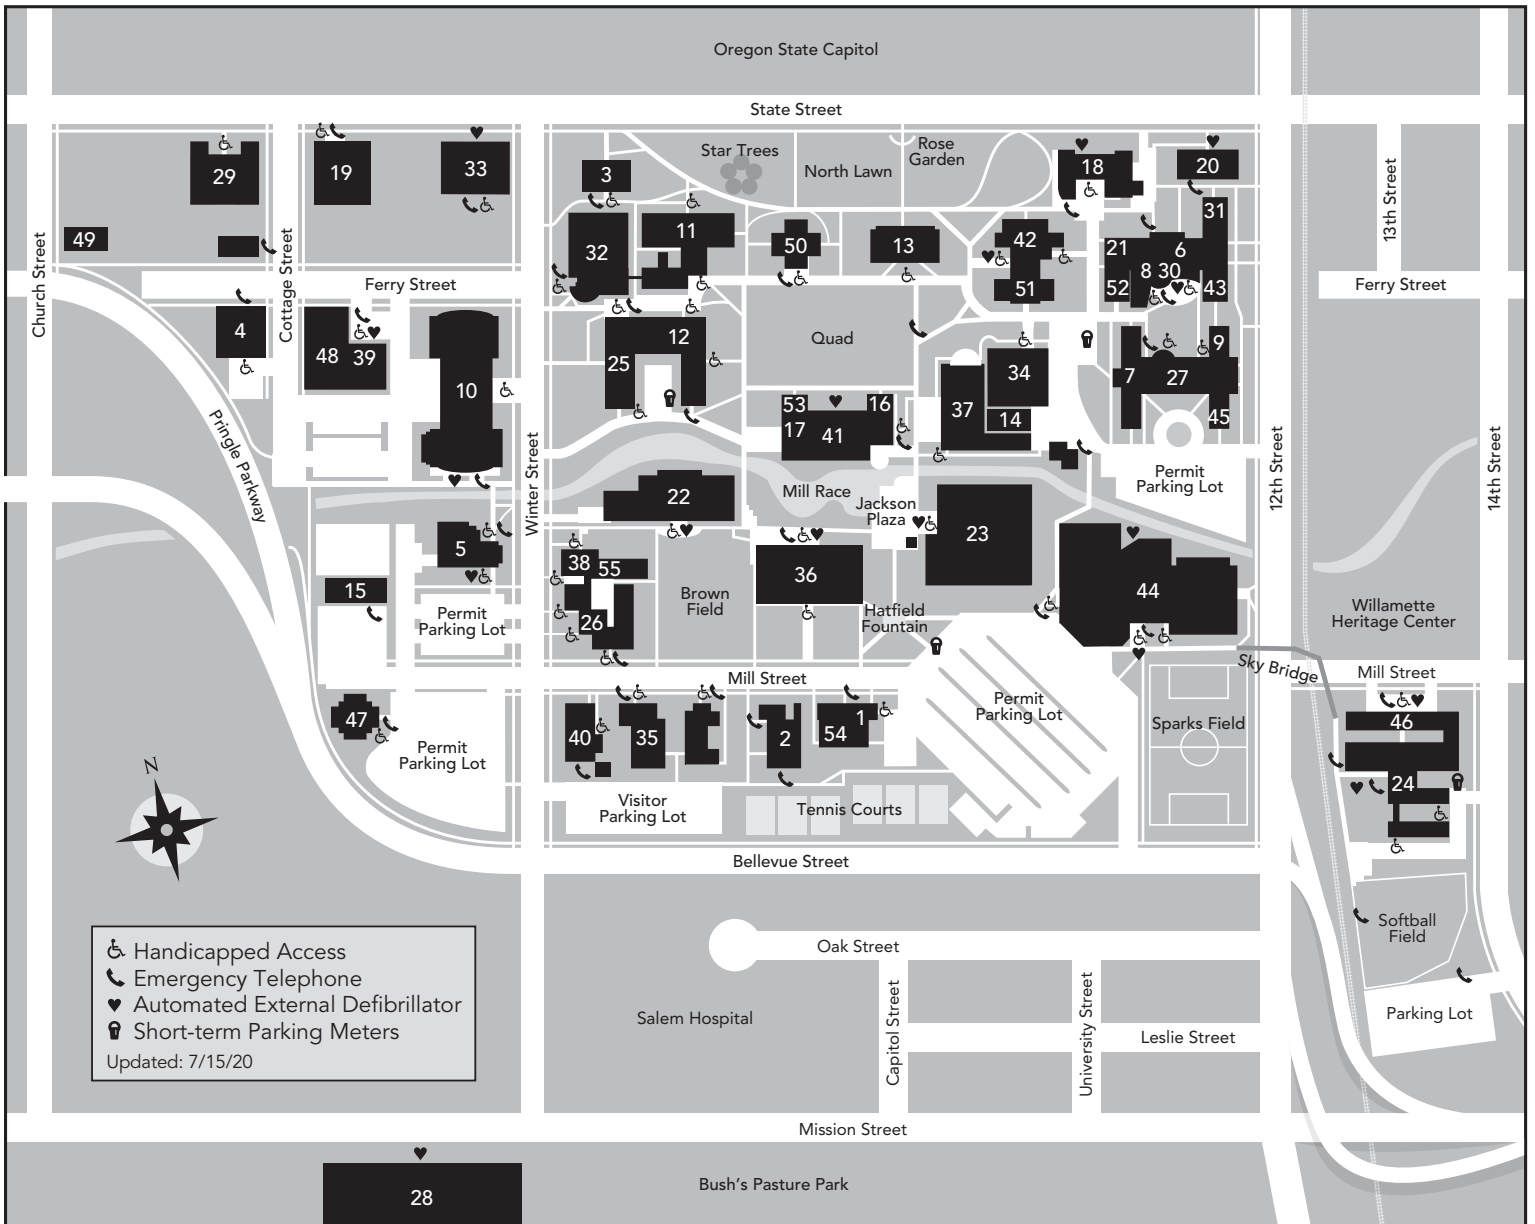 Oregon State Capitol
State Street
Church Street
Cottage Street
Winter Street
12th Street
13th Street
14th Street
Pringle Parkway
Star Trees
North Lawn
Rose
Garden
29
19
33
3
18
20
49
32
11
50
13
42
21
6
31
8
30
51
52
43
Ferry Street
Ferry Street
4
48
39
10
25
12
Quad
34
37
14
7
27
9
45
53
16
17
41
Permit
Parking Lot
22
Mill Race
Jackson
Plaza
23
5
38
55
15
26
Permit
Parking Lot
Brown
Field
36
Hatfield
Fountain
44
Willamette
Heritage Center
Sky Bridge
Mill Street
Mill Street
47
Permit
Parking Lot
40
35
2
1
54
Permit
Parking Lot
Sparks Field
46
24
N
Visitor
Parking Lot
Tennis Courts
Bellevue Street
Softball
Field
Oak Street
Salem Hospital
Capitol Street
University Street
Leslie Street
Parking Lot
Handicapped Access
Emergency Telephone
Automated External Defibrillator
Short-term Parking Meters
Updated: 7/15/20
Mission Street
28
Bush's Pasture Park